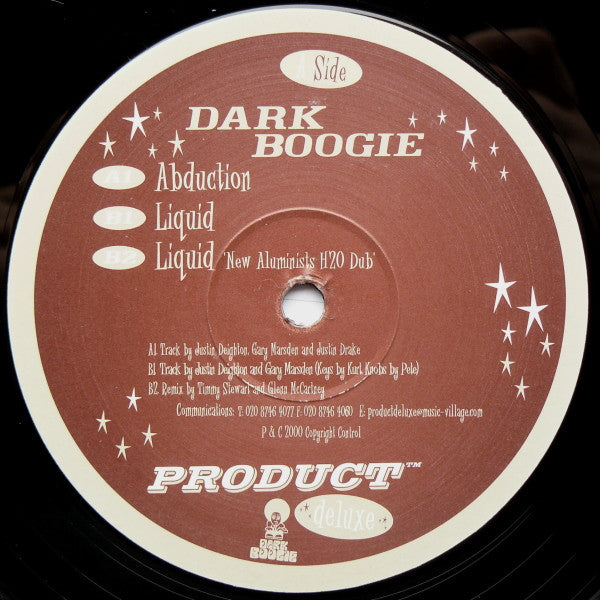 A Side
DARK
BOOGIE
A1 Abduction
B1 Liquid
B2 Liquid 'New Aluminists H2O Dub'
A1 Track by Justin Deighton, Gary Marsden and Justin Drake
B1 Track by Justin Deighton and Gary Marsden (Keys by Kurt, Knobs by Pete)
B2 Remix by Timmy Stewart and Glenn McCartney
Communications: T: 020 8746 4077 F: 020 8746 4060 E: productdeluxe@music-village.com
P & C 2000 Copyright Control
PRODUCT™
deluxe
DARK
BOOGIE